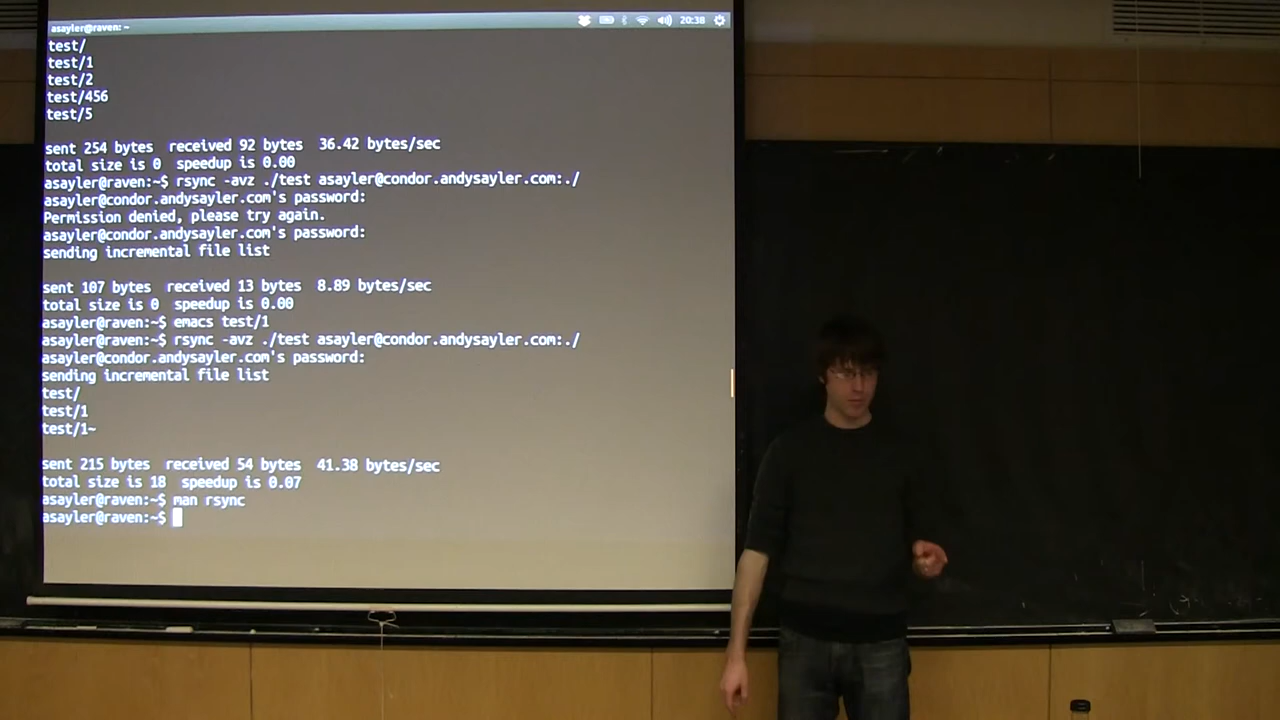 asayler@raven: ~
20:38
test/
test/1
test/2
test/456
test/5
sent 254 bytes  received 92 bytes  36.42 bytes/sec
total size is 0  speedup is 0.00
asayler@raven:~$ rsync -avz ./test asayler@condor.andysayler.com:./
asayler@condor.andysayler.com's password:
Permission denied, please try again.
asayler@condor.andysayler.com's password:
sending incremental file list
sent 107 bytes  received 13 bytes  8.89 bytes/sec
total size is 0  speedup is 0.00
asayler@raven:~$ emacs test/1
asayler@raven:~$ rsync -avz ./test asayler@condor.andysayler.com:./
asayler@condor.andysayler.com's password:
sending incremental file list
test/
test/1
test/1~
sent 215 bytes  received 54 bytes  41.38 bytes/sec
total size is 18  speedup is 0.07
asayler@raven:~$ man rsync
asayler@raven:~$